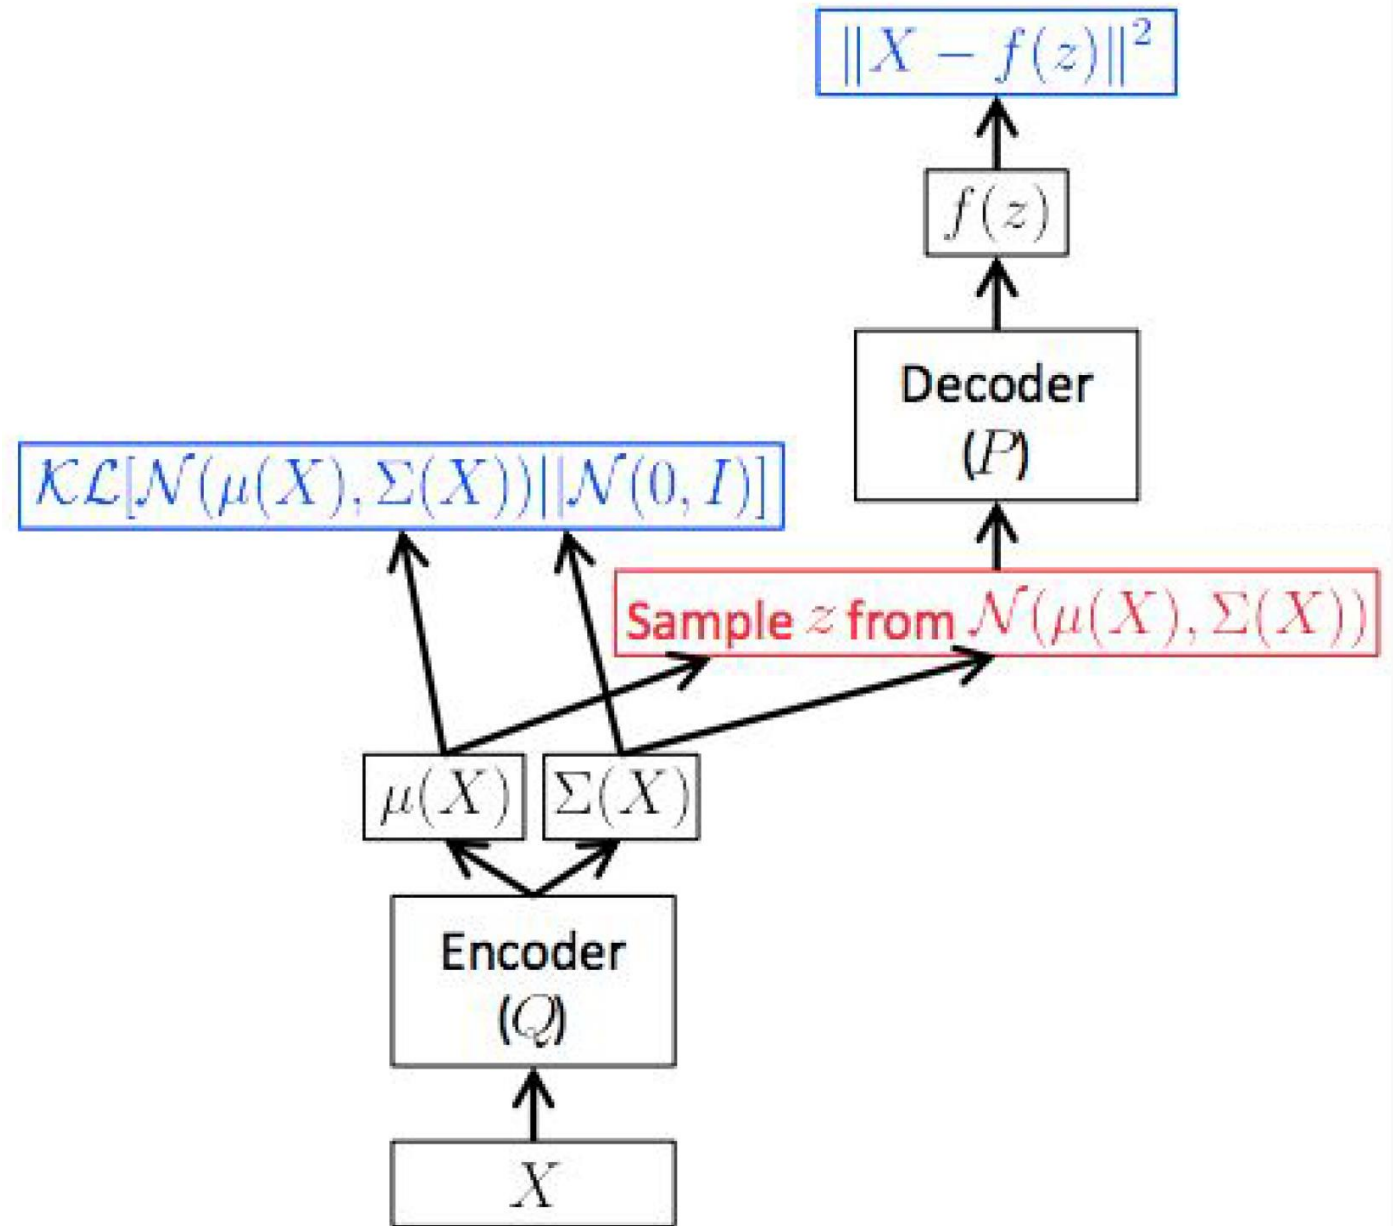 ‖X − f(z)‖²
f(z)
Decoder
(P)
𝒦ℒ[𝒩(μ(X), Σ(X))||𝒩(0, I)]
Sample z from 𝒩(μ(X), Σ(X))
μ(X) Σ(X)
Encoder
(Q)
X